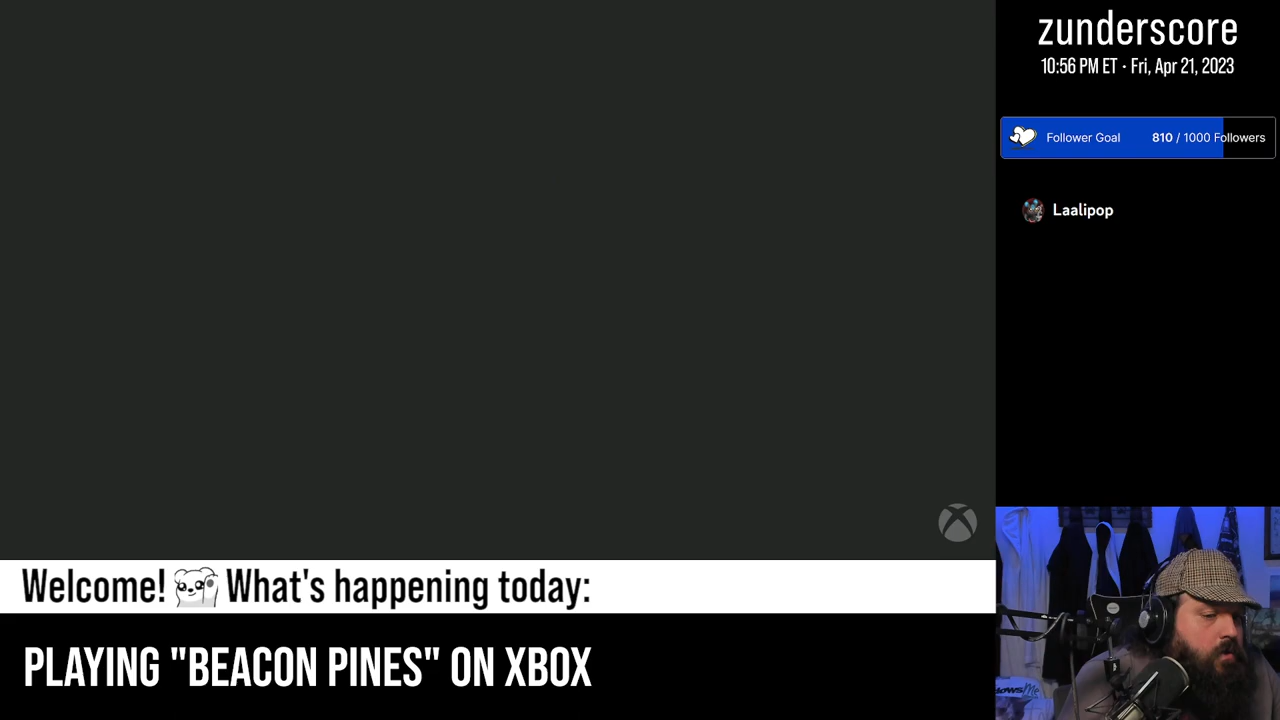 zunderscore
10:56 PM ET · Fri, Apr 21, 2023
Follower Goal 810 / 1000 Followers
Laalipop
Welcome! What's happening today:
PLAYING "BEACON PINES" ON XBOX